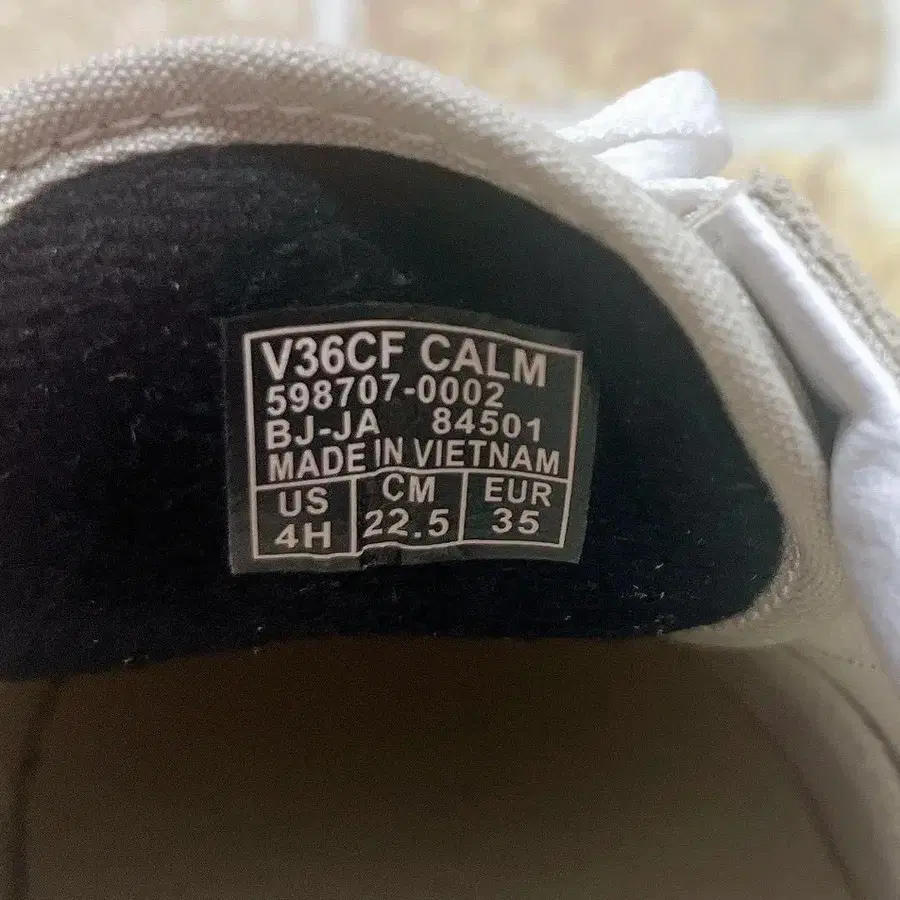 V36CF CALM
598707-0002
BJ-JA 84501
MADE IN VIETNAM
US CM EUR
4H 22.5 35